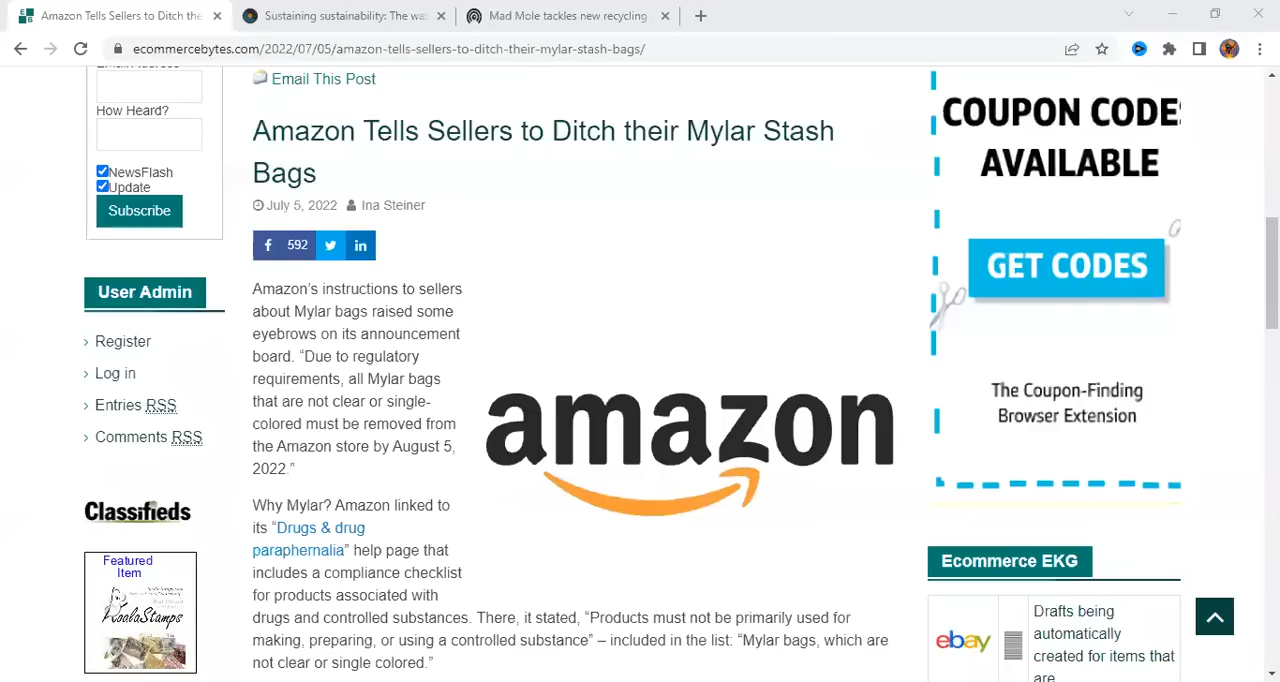 Amazon Tells Sellers to Ditch the
Sustaining sustainability: The wa
Mad Mole tackles new recycling
ecommercebytes.com/2022/07/05/amazon-tells-sellers-to-ditch-their-mylar-stash-bags/
How Heard?
NewsFlash
Update
Subscribe
User Admin
› Register
› Log in
› Entries RSS
› Comments RSS
Classifieds
Featured
Item
KoalaStamps
Email This Post
Amazon Tells Sellers to Ditch their Mylar Stash
Bags
July 5, 2022 Ina Steiner
f 592
in
Amazon’s instructions to sellers
about Mylar bags raised some
eyebrows on its announcement
board. “Due to regulatory
requirements, all Mylar bags
that are not clear or single-
colored must be removed from
the Amazon store by August 5,
2022.”
Why Mylar? Amazon linked to
its “Drugs & drug
paraphernalia” help page that
includes a compliance checklist
for products associated with
drugs and controlled substances. There, it stated, “Products must not be primarily used for
making, preparing, or using a controlled substance” – included in the list: “Mylar bags, which are
not clear or single colored.”
amazon
COUPON CODES
AVAILABLE
GET CODES
The Coupon-Finding
Browser Extension
Ecommerce EKG
ebay
Drafts being
automatically
created for items that
are